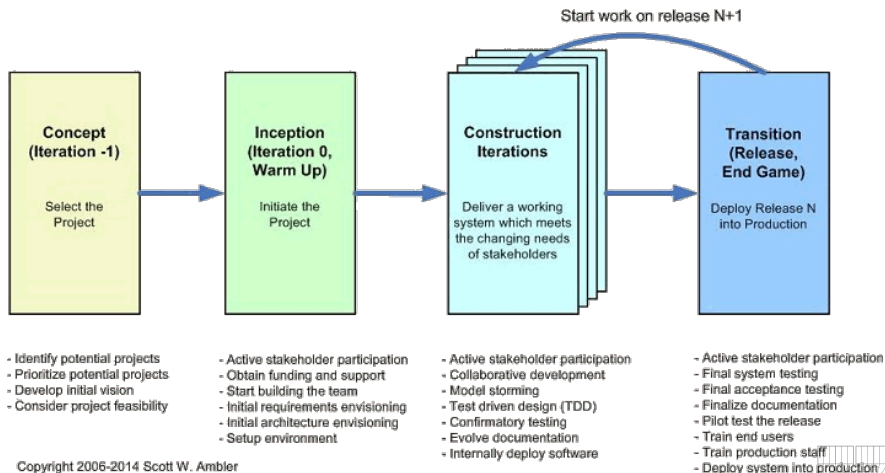 Start work on release N+1
Concept
(Iteration -1)
Select the
Project
Inception
(Iteration 0,
Warm Up)
Initiate the
Project
Construction
Iterations
Deliver a working
system which meets
the changing needs
of stakeholders
Transition
(Release,
End Game)
Deploy Release N
into Production
- Identify potential projects
- Prioritize potential projects
- Develop initial vision
- Consider project feasibility
- Active stakeholder participation
- Obtain funding and support
- Start building the team
- Initial requirements envisioning
- Initial architecture envisioning
- Setup environment
- Active stakeholder participation
- Collaborative development
- Model storming
- Test driven design (TDD)
- Confirmatory testing
- Evolve documentation
- Internally deploy software
- Active stakeholder participation
- Final system testing
- Final acceptance testing
- Finalize documentation
- Pilot test the release
- Train end users
- Train production staff
- Deploy system into production
Copyright 2006-2014 Scott W. Ambler